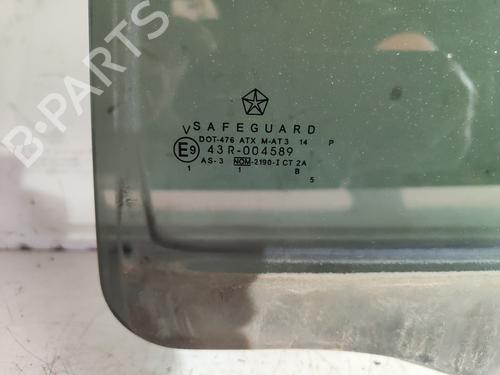 B-PARTS
V SAFEGUARD
DOT-476 ATX M-AT3 14 P
E9 43R-004589
AS-3 NOM-2190-I CT 2A
1 1 B
5